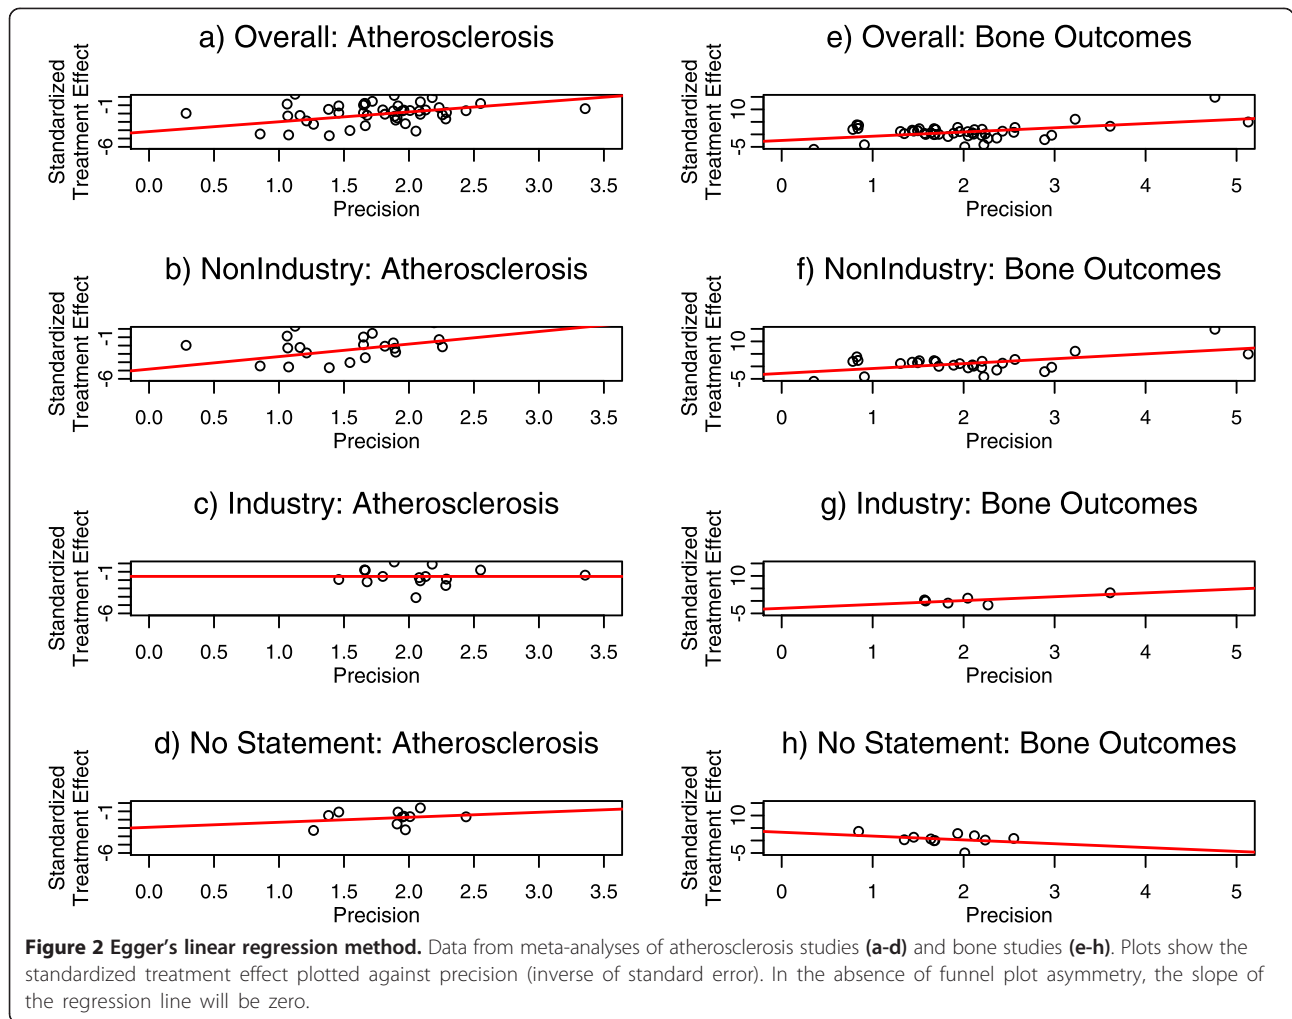 a) Overall: Atherosclerosis
Standardized
Treatment Effect
-1
-6
0.0 0.5 1.0 1.5 2.0 2.5 3.0 3.5
Precision
e) Overall: Bone Outcomes
Standardized
Treatment Effect
10
-5
0 1 2 3 4 5
Precision
b) NonIndustry: Atherosclerosis
Standardized
Treatment Effect
-1
-6
0.0 0.5 1.0 1.5 2.0 2.5 3.0 3.5
Precision
f) NonIndustry: Bone Outcomes
Standardized
Treatment Effect
10
-5
0 1 2 3 4 5
Precision
c) Industry: Atherosclerosis
Standardized
Treatment Effect
-1
-6
0.0 0.5 1.0 1.5 2.0 2.5 3.0 3.5
Precision
g) Industry: Bone Outcomes
Standardized
Treatment Effect
10
-5
0 1 2 3 4 5
Precision
d) No Statement: Atherosclerosis
Standardized
Treatment Effect
-1
-6
0.0 0.5 1.0 1.5 2.0 2.5 3.0 3.5
Precision
h) No Statement: Bone Outcomes
Standardized
Treatment Effect
10
-5
0 1 2 3 4 5
Precision
Figure 2 Egger's linear regression method. Data from meta-analyses of atherosclerosis studies (a-d) and bone studies (e-h). Plots show the
standardized treatment effect plotted against precision (inverse of standard error). In the absence of funnel plot asymmetry, the slope of
the regression line will be zero.